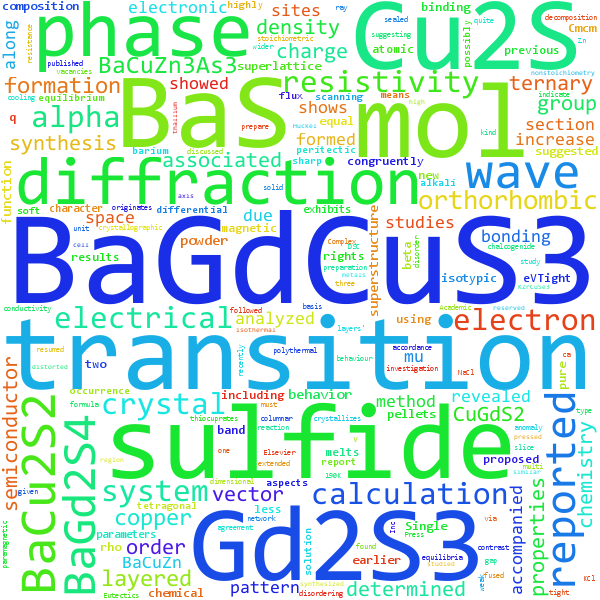 composition
electronic
highly
sites
binding
ray
sealed
quite
decomposition
phase
Cu2S
along
density
stoichiometric
resistance
Cmcm
suggesting
possibly
Zn
BaCuZn3As3
charge
atomic
previous
multi
published
superlattice
wider
nonstoichiometry
formation
BaS
resistivity
mol
ternary
vacancies
showed
indicate
cooling
equilibrium
thallium
flux
scanning
means
high
group
q
prepare
Huckel
shows
equal
kind
section
alpha
discussed
formed
peritectic
increase
synthesis
associated
sharp
congruently
suggested
function
diffraction
new
wave
soft
character
axis
due
exhibits
alkali
orthorhombic
originates
solid
magnetic
studies
space
differential
crystallographic
unit
rights
superstructure
beta
disorder
bonding
chalcogenide
results
powder
cell
Complex
DSC
preparation
isotypic
eVTight
study
conductivity
BaGdCuS3
metals
three
K2rCuSe3
followed
basis
Academic
reserved
electrical
isothermal
layers
electron
analyzed
using
accordance
behaviour
NaCl
mu
ca
pure
recently
polythermal
investigation
transition
resumed
distorted
two
occurrence
including
behavior
method
revealed
semiconductor
BaCu2S2
BaGd2S4
crystal
formula
thiocuprates
columnar
pellets
CuGdS2
reported
type
must
reaction
crystallizes
v
anomaly
pressed
chemistry
band
melts
proposed
slice
sulfide
one
Elsevier
report
similar
region
extended
190K
system
dimensional
aspects
calculation
properties
accompanied
tetragonal
vector
less
Single
via
copper
parameters
network
Inc
contrast
rho
order
BaCuZn
agreement
solution
earlier
gap
paramagnetic
given
layered
Gd2S3
found
Press
equilibria
fused
weak
studied
pattern
determined
chemical
disordering
synthesized
Eutectics
tight
KCl